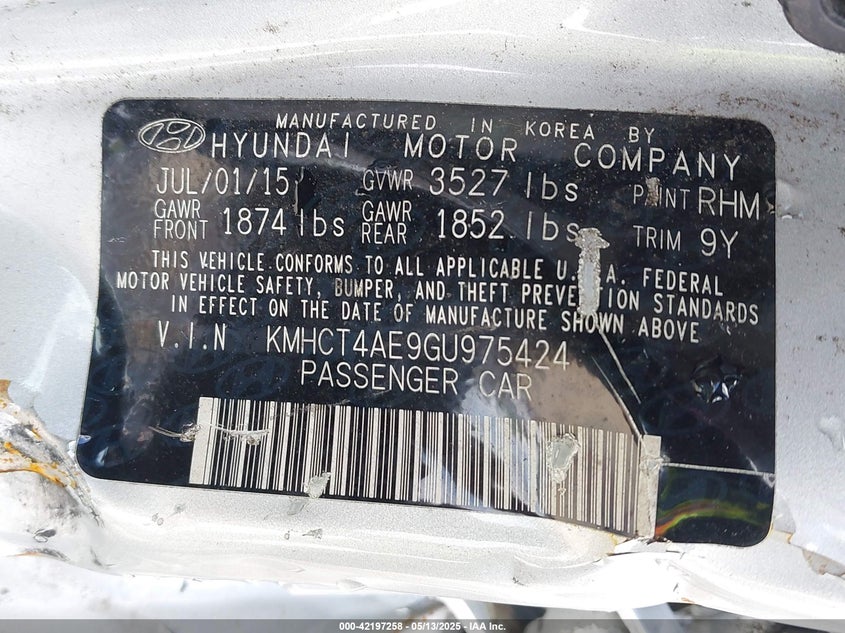 MANUFACTURED IN KOREA BY
HYUNDAI MOTOR COMPANY
JUL/01/15 GVWR 3527 lbs PAINT RHM
GAWR FRONT 1874 lbs GAWR REAR 1852 lbs TRIM 9Y
THIS VEHICLE CONFORMS TO ALL APPLICABLE U.S.A. FEDERAL
MOTOR VEHICLE SAFETY, BUMPER, AND THEFT PREVENTION STANDARDS
IN EFFECT ON THE DATE OF MANUFACTURE SHOWN ABOVE
V.I.N KMHCT4AE9GU975424
PASSENGER CAR
000-42197258 - 05/13/2025 - IAA Inc.